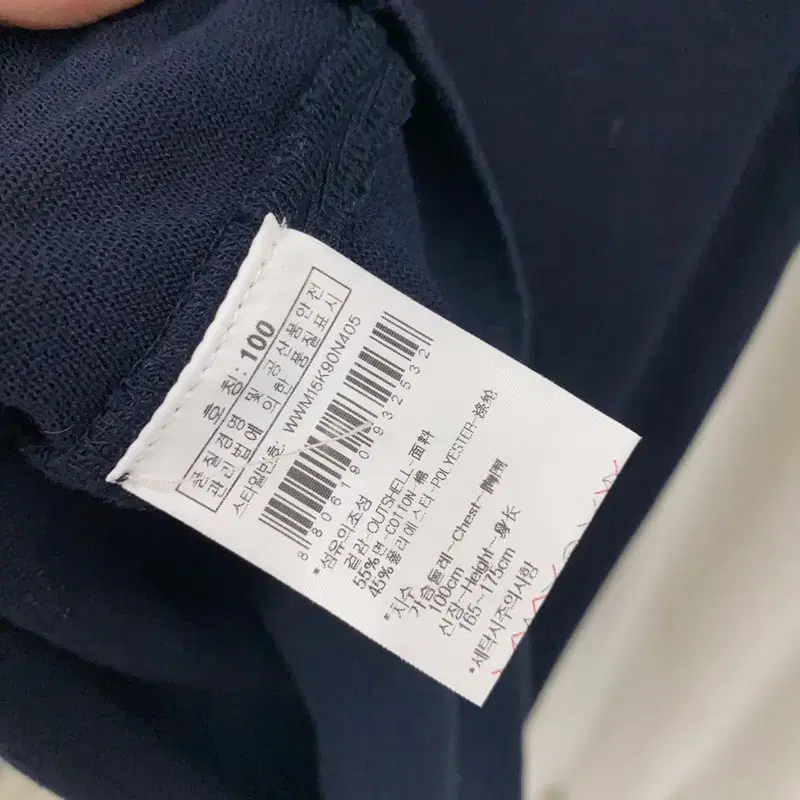 호 칭: 100
품질경영 및 공산품안전
관리법에 의한 품질표시
스타일번호: WWM15K90N405
8 806190 932532
*섬유의조성
겉감-OUTSHELL-面料
55%면-COTTON-棉
45%폴리에스터-POLYESTER-涤纶
*치수
가슴둘레-Chest-胸围
100cm
신장-Height-身长
165~175cm
*세탁시주의사항